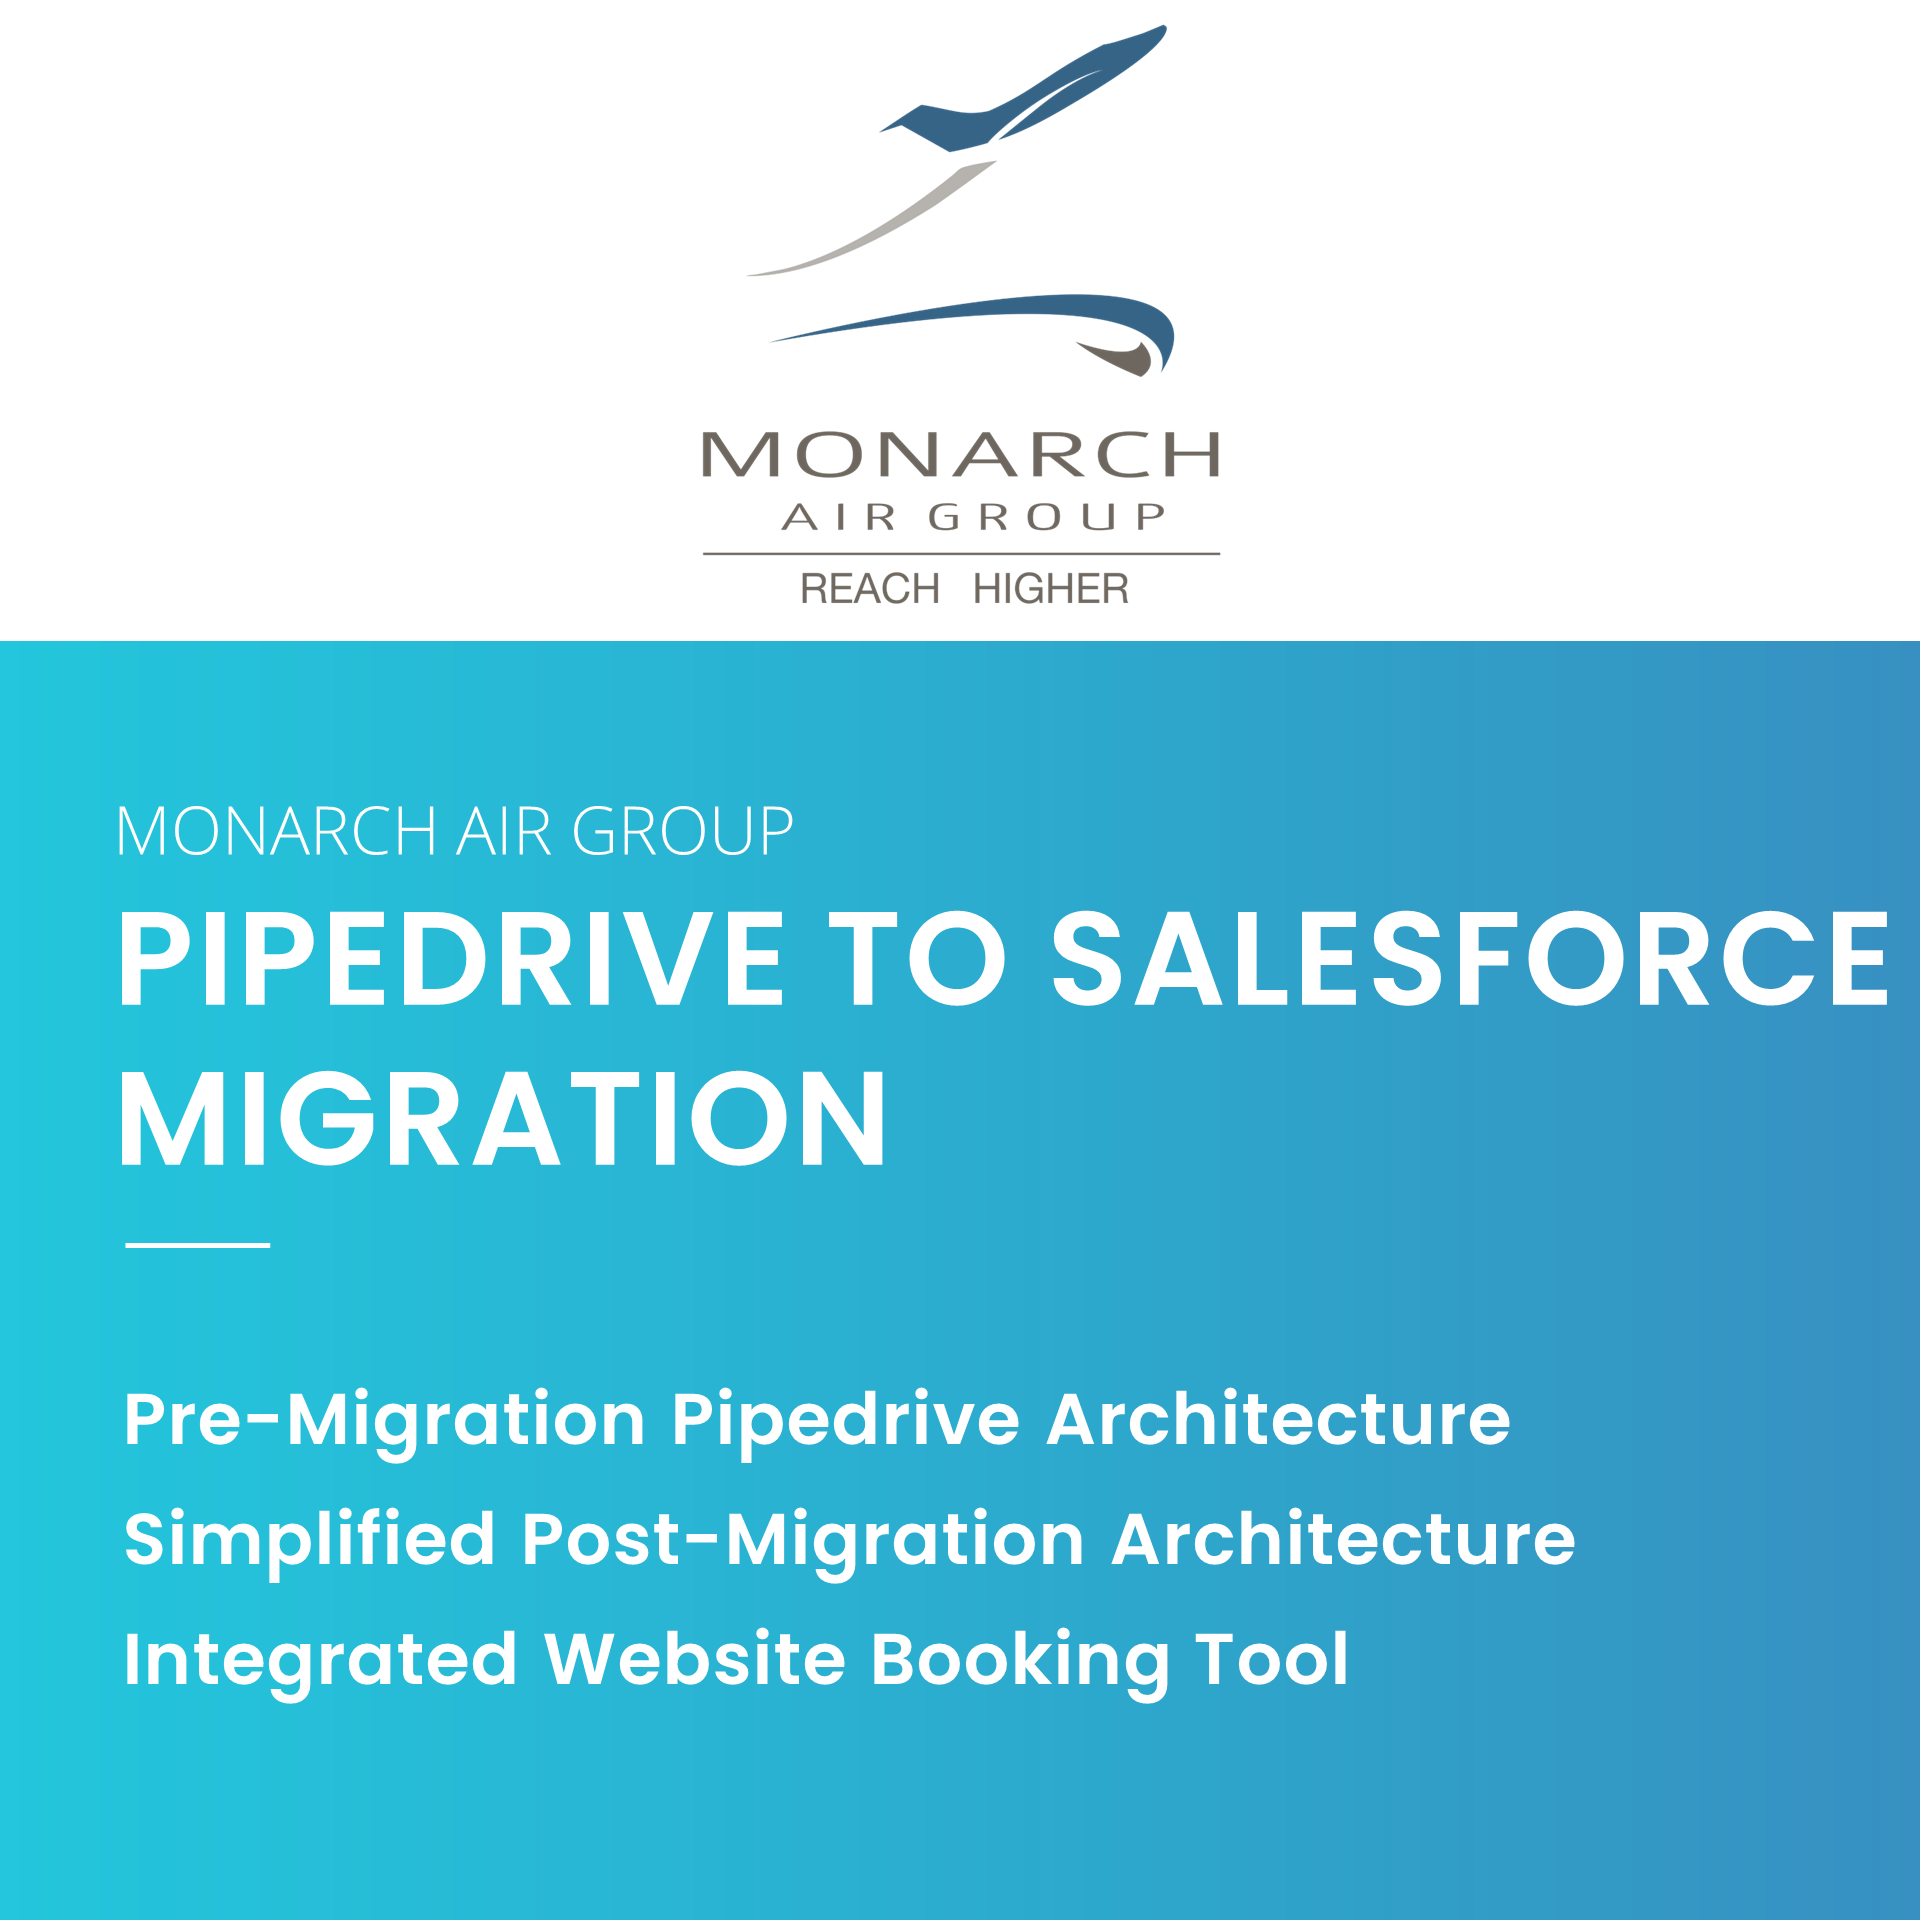 MONARCH
AIR GROUP
REACH HIGHER
MONARCH AIR GROUP
PIPEDRIVE TO SALESFORCE
MIGRATION
Pre-Migration Pipedrive Architecture
Simplified Post-Migration Architecture
Integrated Website Booking Tool